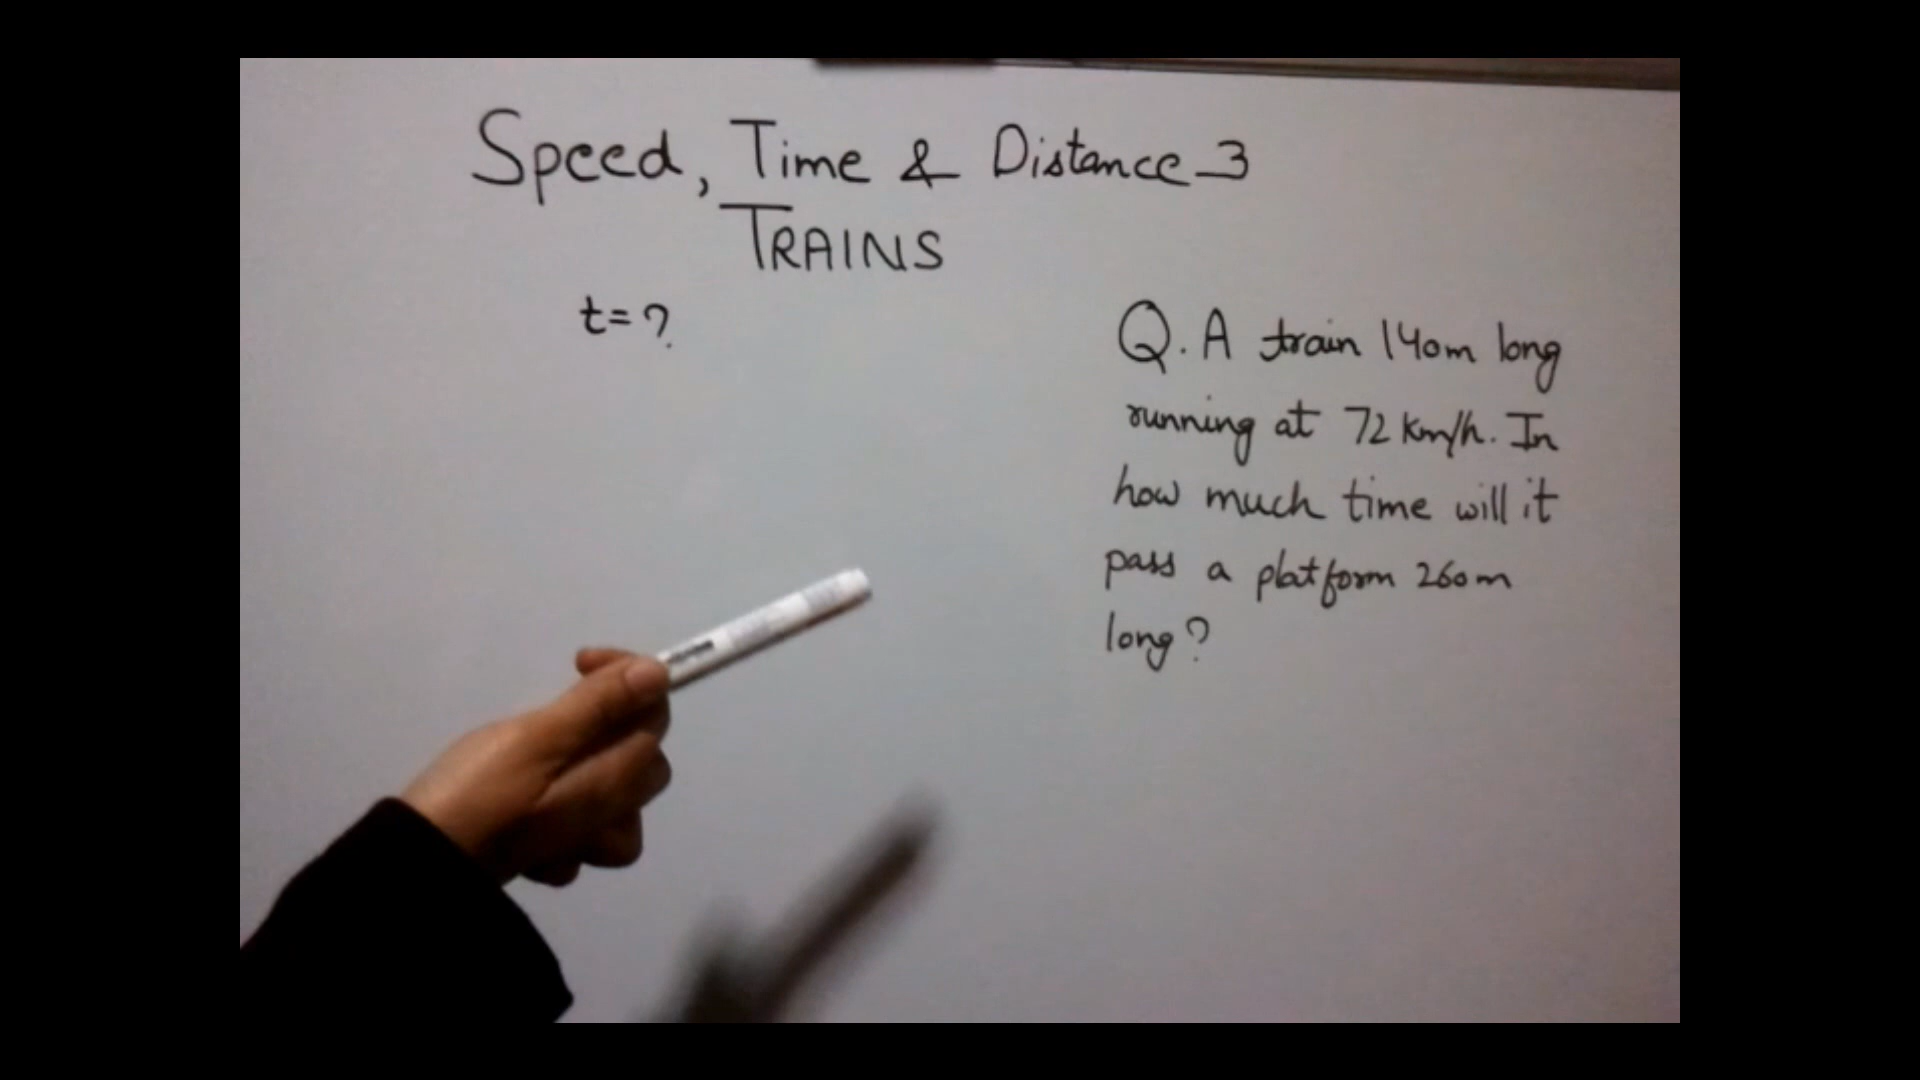 Speed, Time & Distance-3
TRAINS
t=?
Q. A train 140m long
running at 72 km/h. In
how much time will it
pass a platform 260m
long?